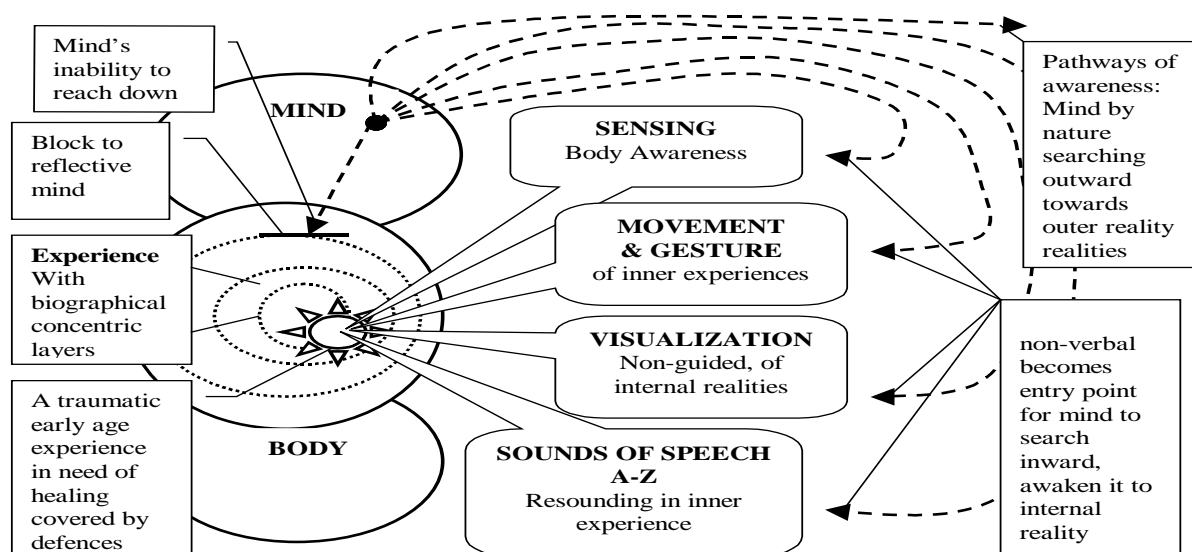 Mind's
inability to
reach down
MIND
Block to
reflective
mind
Experience
With
biographical
concentric
layers
A traumatic
early age
experience
in need of
healing
covered by
defences
BODY
SENSING
Body Awareness
MOVEMENT
& GESTURE
of inner experiences
VISUALIZATION
Non-guided, of
internal realities
SOUNDS OF SPEECH
A-Z
Resounding in inner
experience
Pathways of
awareness:
Mind by
nature
searching
outward
towards
outer reality
realities
non-verbal
becomes
entry point
for mind to
search
inward,
awaken it to
internal
reality